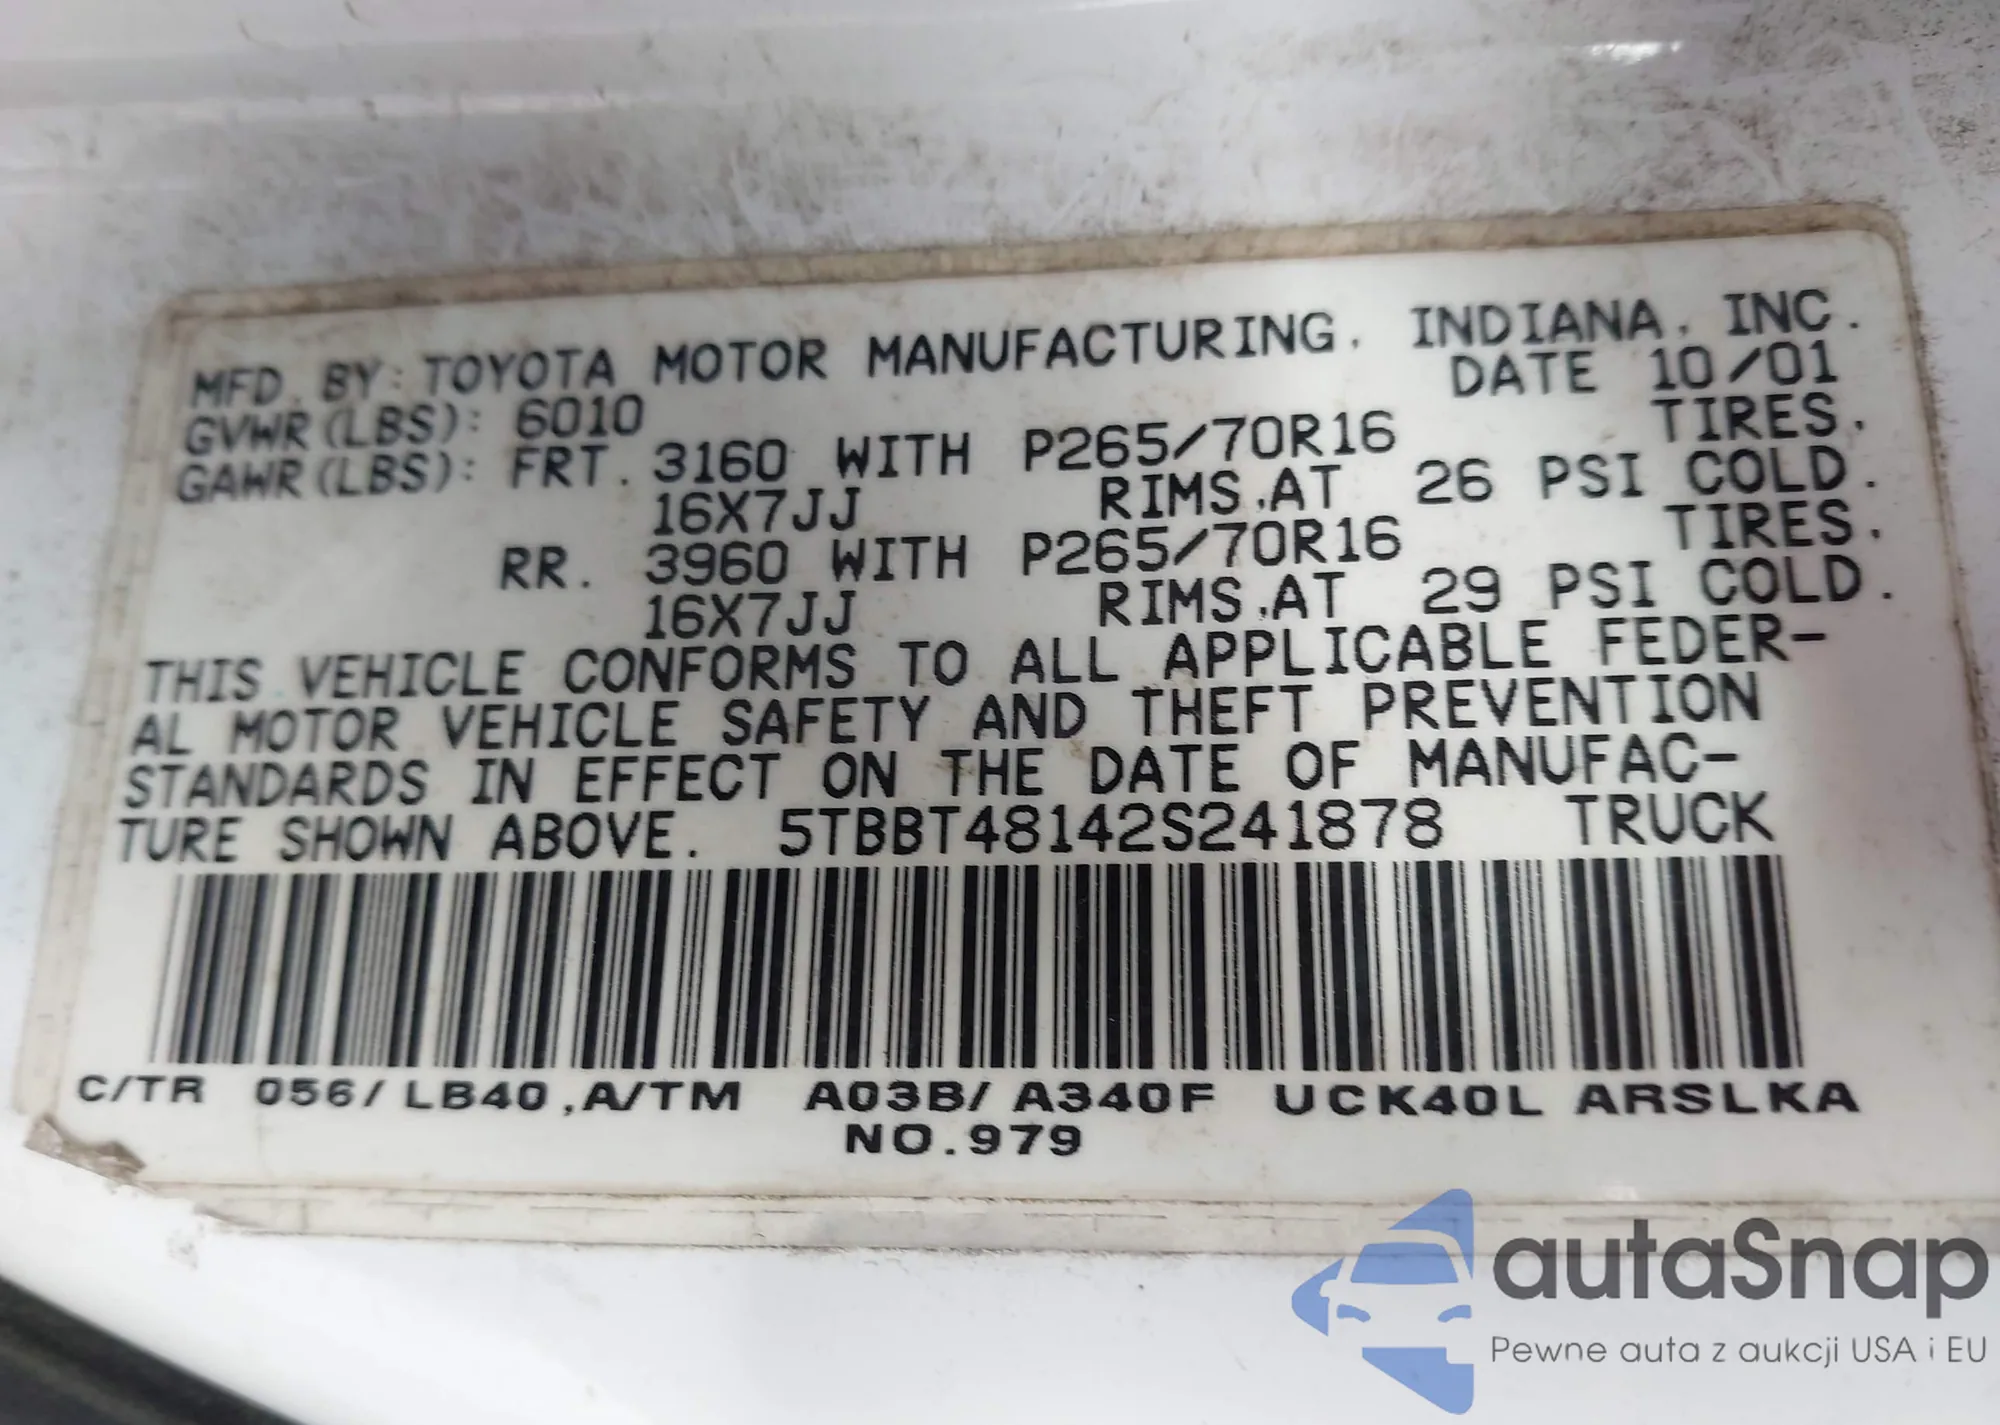 MFD. BY: TOYOTA MOTOR MANUFACTURING, INDIANA, INC.
GVWR(LBS): 6010 DATE 10/01
GAWR(LBS): FRT. 3160 WITH P265/70R16 TIRES,
16X7JJ RIMS,AT 26 PSI COLD.
RR. 3960 WITH P265/70R16 TIRES,
16X7JJ RIMS,AT 29 PSI COLD.
THIS VEHICLE CONFORMS TO ALL APPLICABLE FEDER-
AL MOTOR VEHICLE SAFETY AND THEFT PREVENTION
STANDARDS IN EFFECT ON THE DATE OF MANUFAC-
TURE SHOWN ABOVE. 5TBBT48142S241878 TRUCK
C/TR 056/LB40,A/TM A03B/A340F UCK40L ARSLKA
NO.979
autaSnap
Pewne auta z aukcji USA i EU